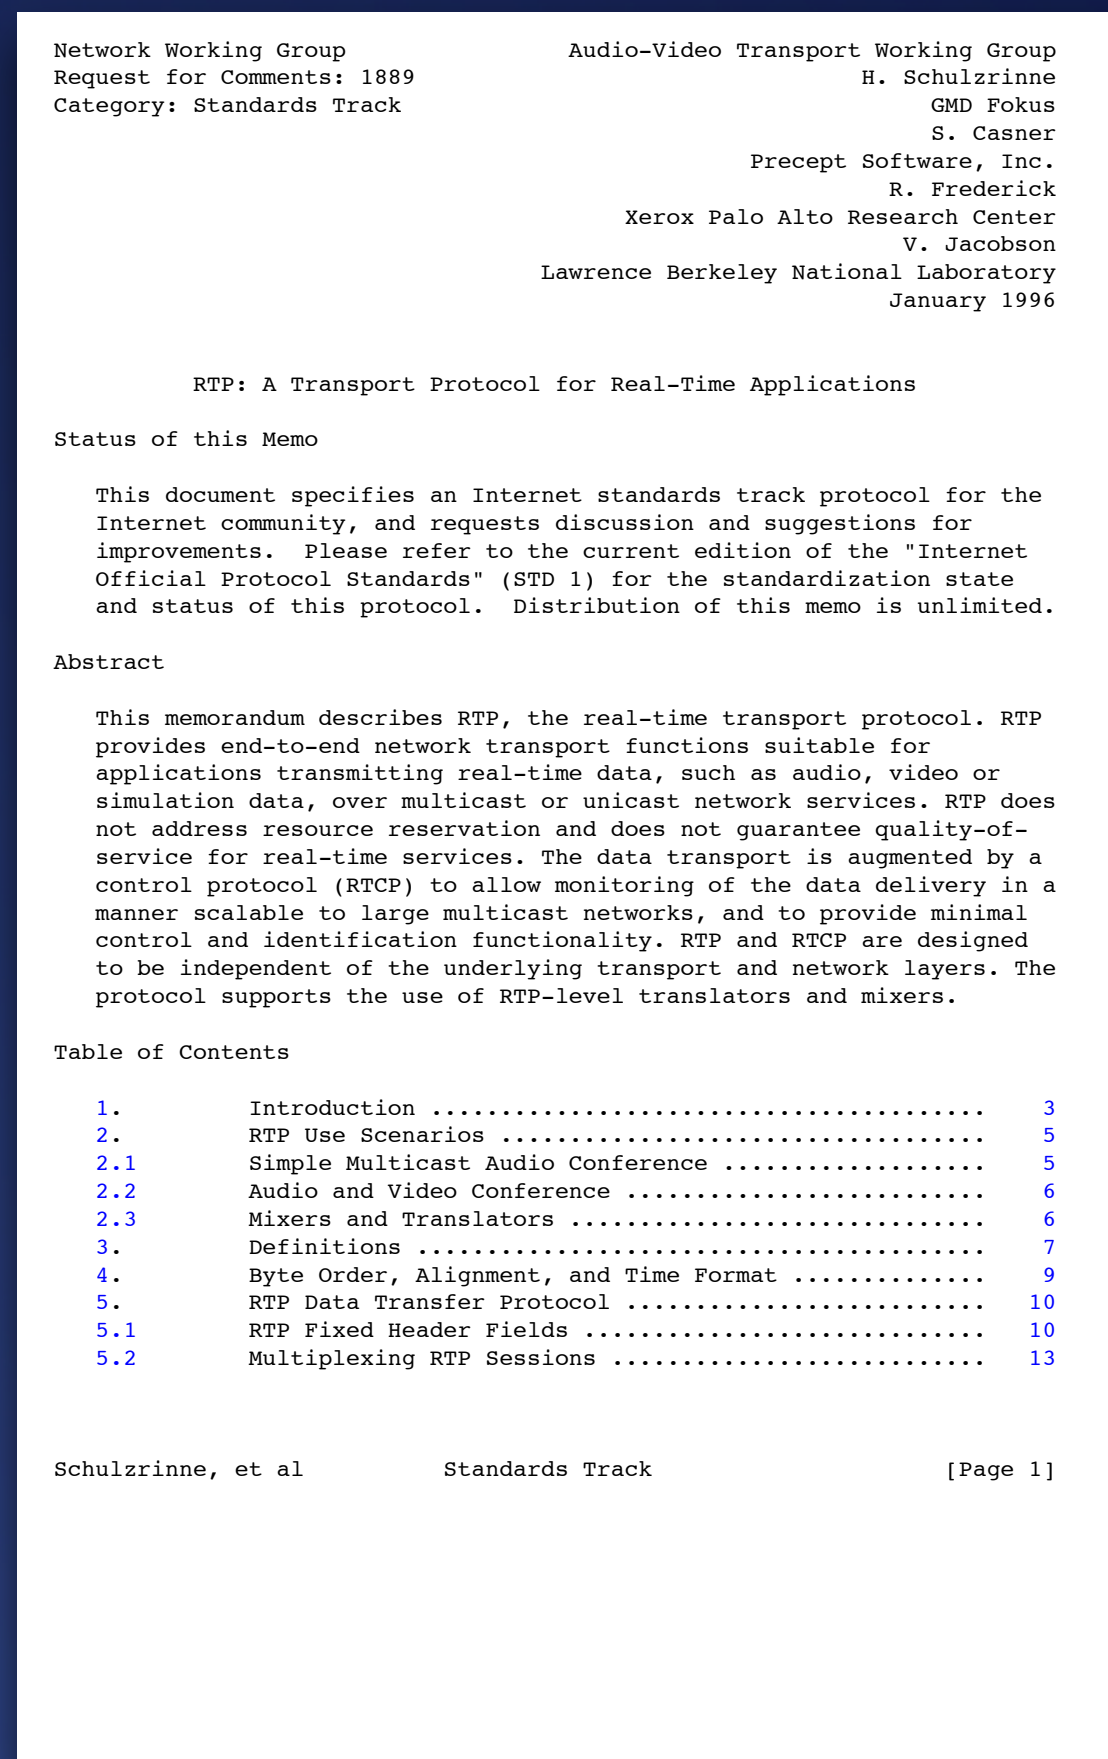 Network Working Group                Audio-Video Transport Working Group
Request for Comments: 1889                                H. Schulzrinne
Category: Standards Track                                      GMD Fokus
                                                               S. Casner
                                                  Precept Software, Inc.
                                                            R. Frederick
                                         Xerox Palo Alto Research Center
                                                             V. Jacobson
                                   Lawrence Berkeley National Laboratory
                                                            January 1996
          RTP: A Transport Protocol for Real-Time Applications
Status of this Memo
   This document specifies an Internet standards track protocol for the
   Internet community, and requests discussion and suggestions for
   improvements.  Please refer to the current edition of the "Internet
   Official Protocol Standards" (STD 1) for the standardization state
   and status of this protocol.  Distribution of this memo is unlimited.
Abstract
   This memorandum describes RTP, the real-time transport protocol. RTP
   provides end-to-end network transport functions suitable for
   applications transmitting real-time data, such as audio, video or
   simulation data, over multicast or unicast network services. RTP does
   not address resource reservation and does not guarantee quality-of-
   service for real-time services. The data transport is augmented by a
   control protocol (RTCP) to allow monitoring of the data delivery in a
   manner scalable to large multicast networks, and to provide minimal
   control and identification functionality. RTP and RTCP are designed
   to be independent of the underlying transport and network layers. The
   protocol supports the use of RTP-level translators and mixers.
Table of Contents
   1.         Introduction ........................................    3
   2.         RTP Use Scenarios ...................................    5
   2.1        Simple Multicast Audio Conference ...................    5
   2.2        Audio and Video Conference ..........................    6
   2.3        Mixers and Translators ..............................    6
   3.         Definitions .........................................    7
   4.         Byte Order, Alignment, and Time Format ..............    9
   5.         RTP Data Transfer Protocol ..........................   10
   5.1        RTP Fixed Header Fields .............................   10
   5.2        Multiplexing RTP Sessions ...........................   13
Schulzrinne, et al          Standards Track                     [Page 1]